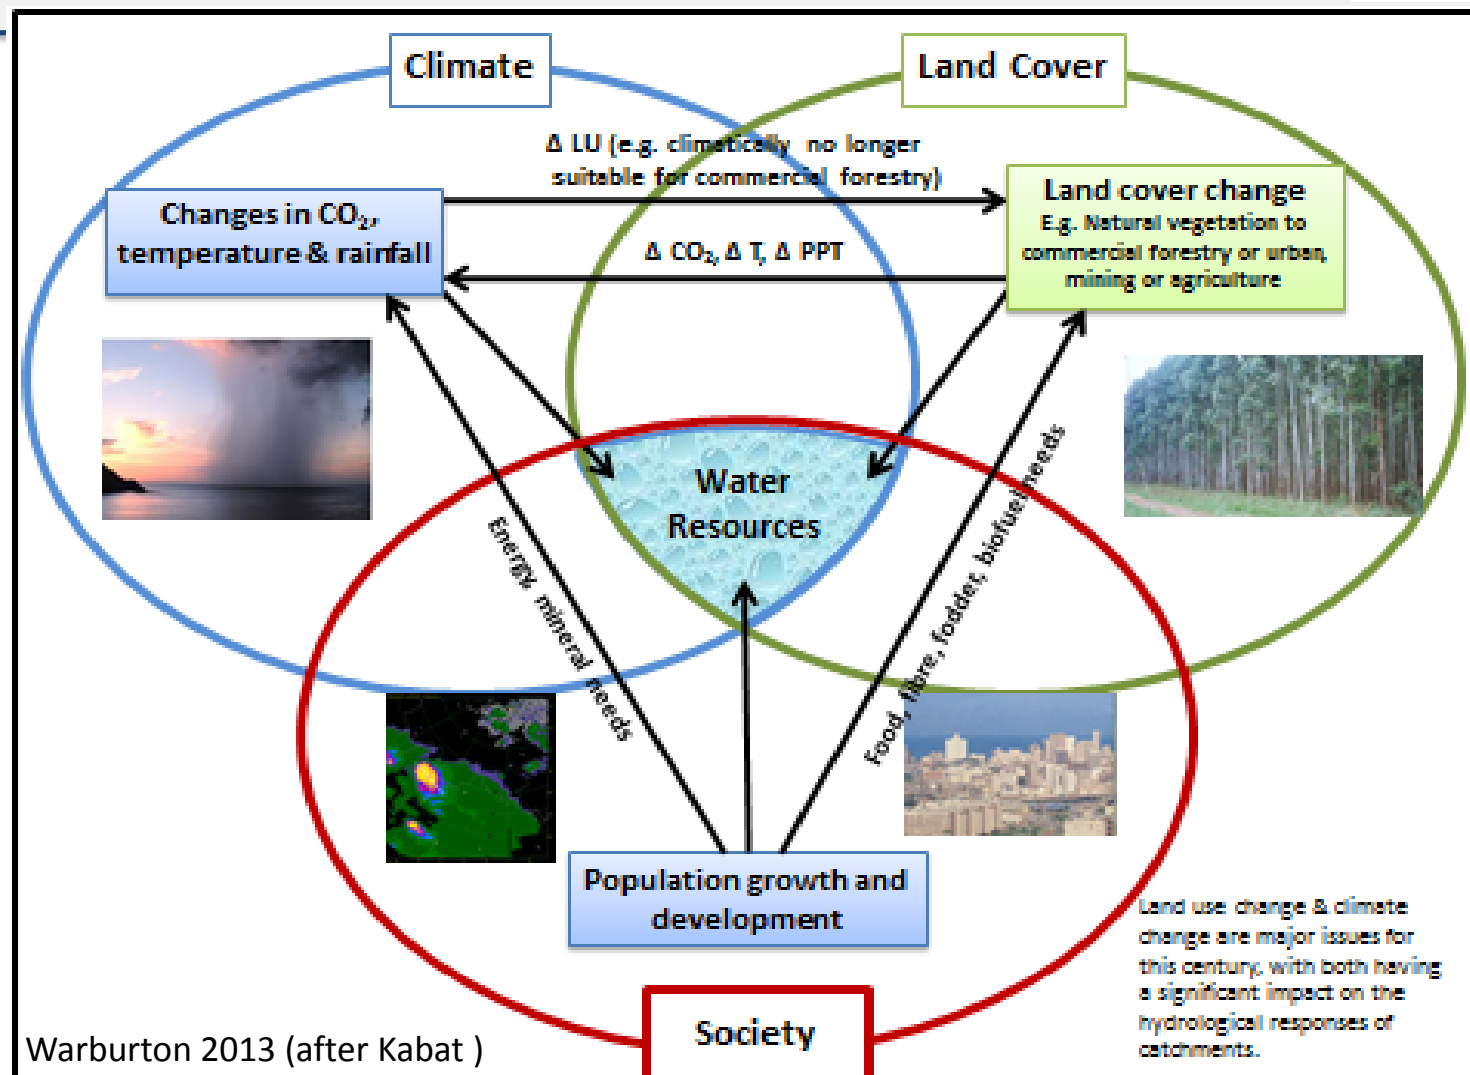 Climate
Land Cover
Δ LU (e.g. climatically no longer
suitable for commercial forestry)
Changes in CO₂,
temperature & rainfall
Land cover change
E.g. Natural vegetation to
commercial forestry or urban,
mining or agriculture
Δ CO₂, Δ T, Δ PPT
Water
Resources
Energy, mineral needs
Food, fibre, fodder, biofuel needs
Population growth and
development
Land use change & climate
change are major issues for
this century, with both having
a significant impact on the
hydrological responses of
catchments.
Society
Warburton 2013 (after Kabat )